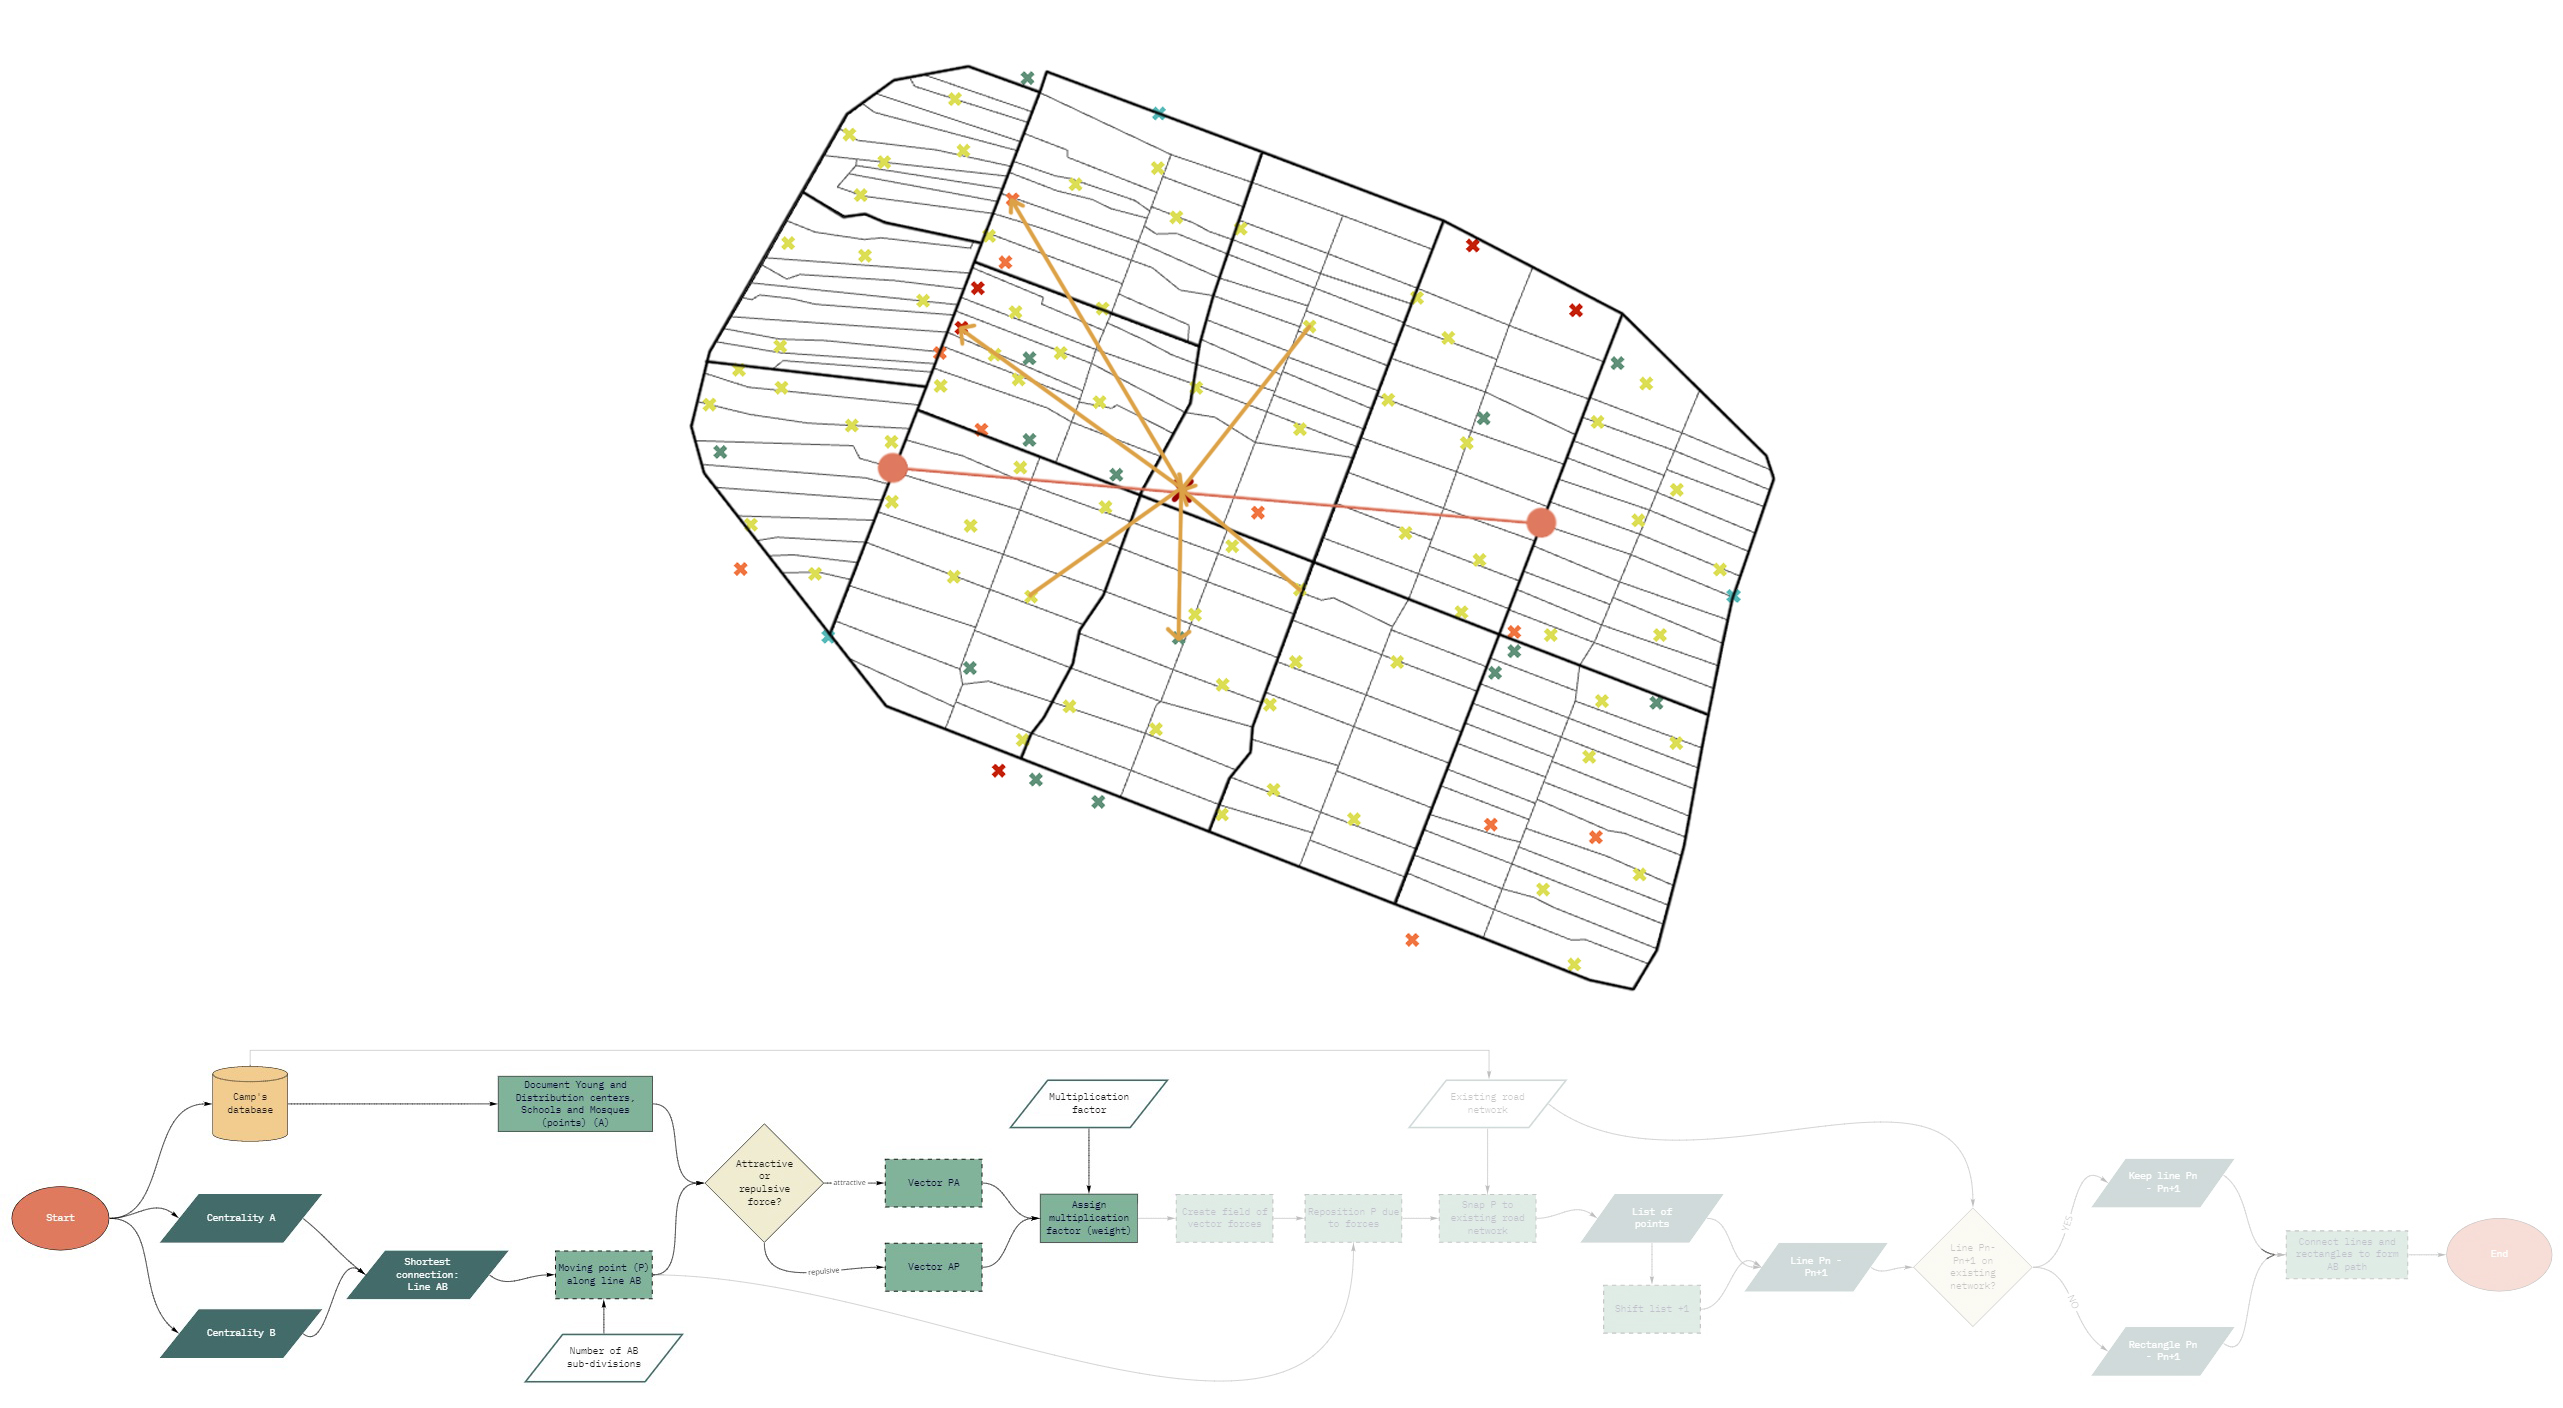 Start
Camp's
database
Centrality A
Centrality B
Shortest
connection:
Line AB
Document Young and
Distribution centers,
Schools and Mosques
(points) (A)
Moving point (P)
along line AB
Number of AB
sub-divisions
Attractive
or
repulsive
force?
attractive
repulsive
Vector PA
Vector AP
Multiplication
factor
Assign
multiplication
factor (weight)
Create field of
vector forces
Reposition P due
to forces
Existing road
network
Snap P to
existing road
network
List of
points
Shift list +1
Line Pn -
Pn+1
Line Pn-
Pn+1 on
existing
network?
YES
NO
Keep line Pn
- Pn+1
Rectangle Pn
- Pn+1
Connect lines and
rectangles to form
AB path
End